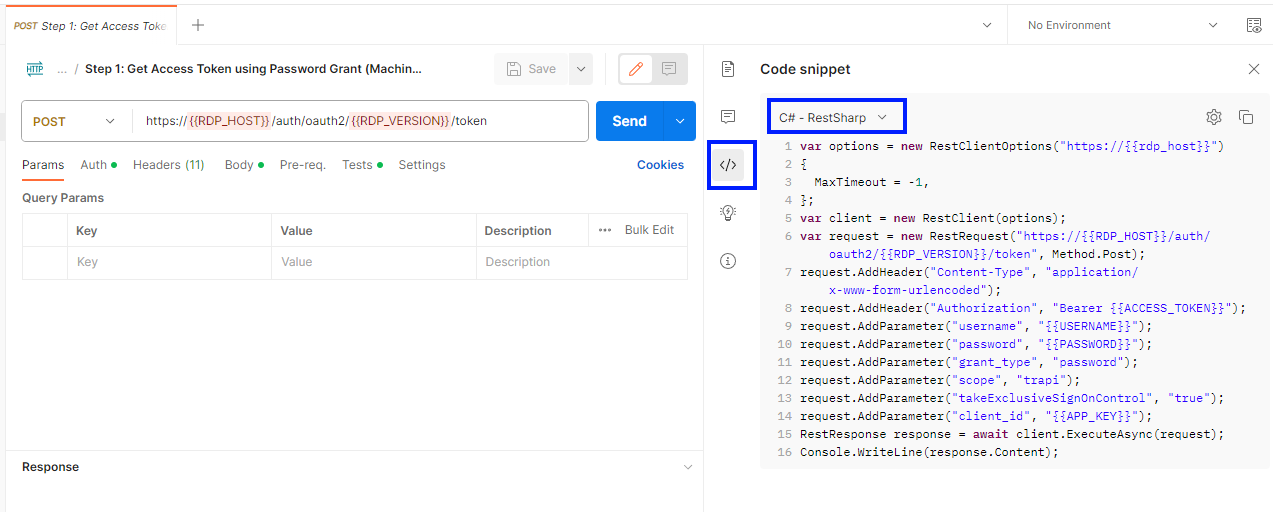 POST Step 1: Get Access Toke
No Environment
HTTP ... / Step 1: Get Access Token using Password Grant (Machin...
Save
POST
https://{{RDP_HOST}}/auth/oauth2/{{RDP_VERSION}}/token
Send
Params Auth Headers (11) Body Pre-req. Tests Settings Cookies
Query Params
Key Value Description ... Bulk Edit
Key Value Description
Response
Code snippet
C# - RestSharp
</>
1 var options = new RestClientOptions("https://{{rdp_host}}")
2 {
3 MaxTimeout = -1,
4 };
5 var client = new RestClient(options);
6 var request = new RestRequest("https://{{RDP_HOST}}/auth/
oauth2/{{RDP_VERSION}}/token", Method.Post);
7 request.AddHeader("Content-Type", "application/
x-www-form-urlencoded");
8 request.AddHeader("Authorization", "Bearer {{ACCESS_TOKEN}}");
9 request.AddParameter("username", "{{USERNAME}}");
10 request.AddParameter("password", "{{PASSWORD}}");
11 request.AddParameter("grant_type", "password");
12 request.AddParameter("scope", "trapi");
13 request.AddParameter("takeExclusiveSignOnControl", "true");
14 request.AddParameter("client_id", "{{APP_KEY}}");
15 RestResponse response = await client.ExecuteAsync(request);
16 Console.WriteLine(response.Content);